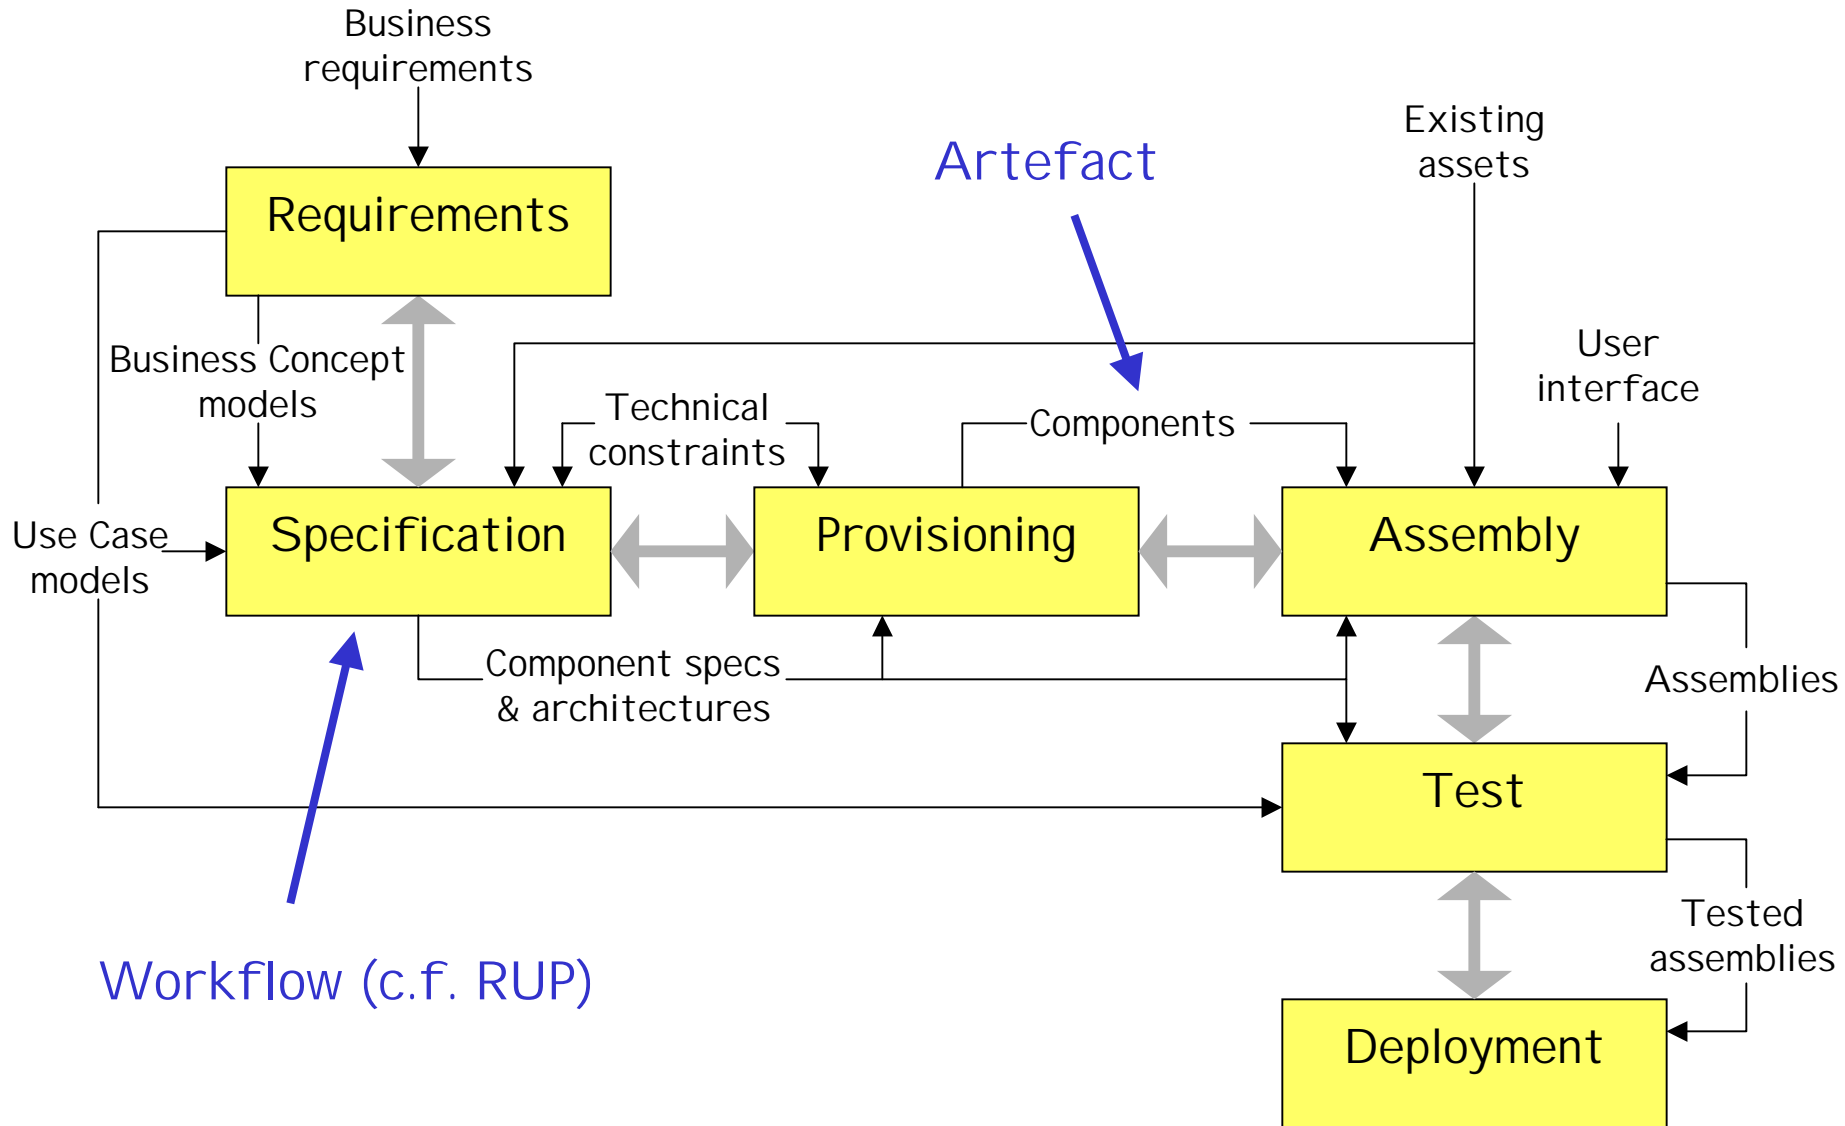 Business
requirements
Existing
assets
Artefact
Requirements
User
interface
Business Concept
models
Technical
constraints
Components
Use Case
models
Specification
Provisioning
Assembly
Component specs
& architectures
Assemblies
Test
Tested
assemblies
Workflow (c.f. RUP)
Deployment